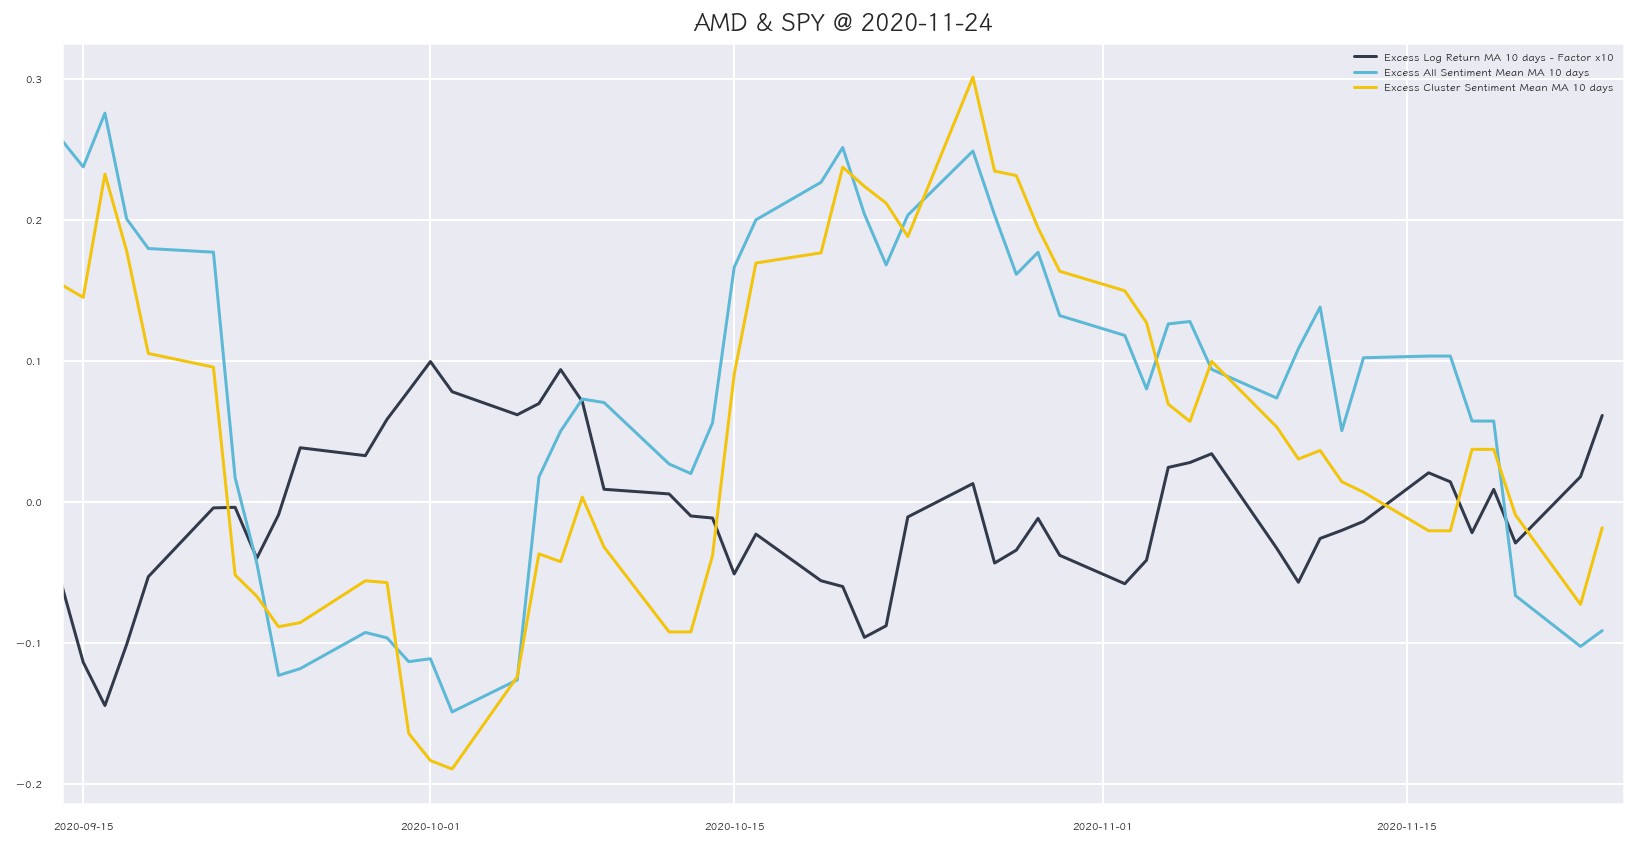 AMD & SPY @ 2020-11-24
Excess Log Return MA 10 days - Factor x10
Excess All Sentiment Mean MA 10 days
Excess Cluster Sentiment Mean MA 10 days
0.3
0.2
0.1
0.0
−0.1
−0.2
2020-09-15 2020-10-01 2020-10-15 2020-11-01 2020-11-15